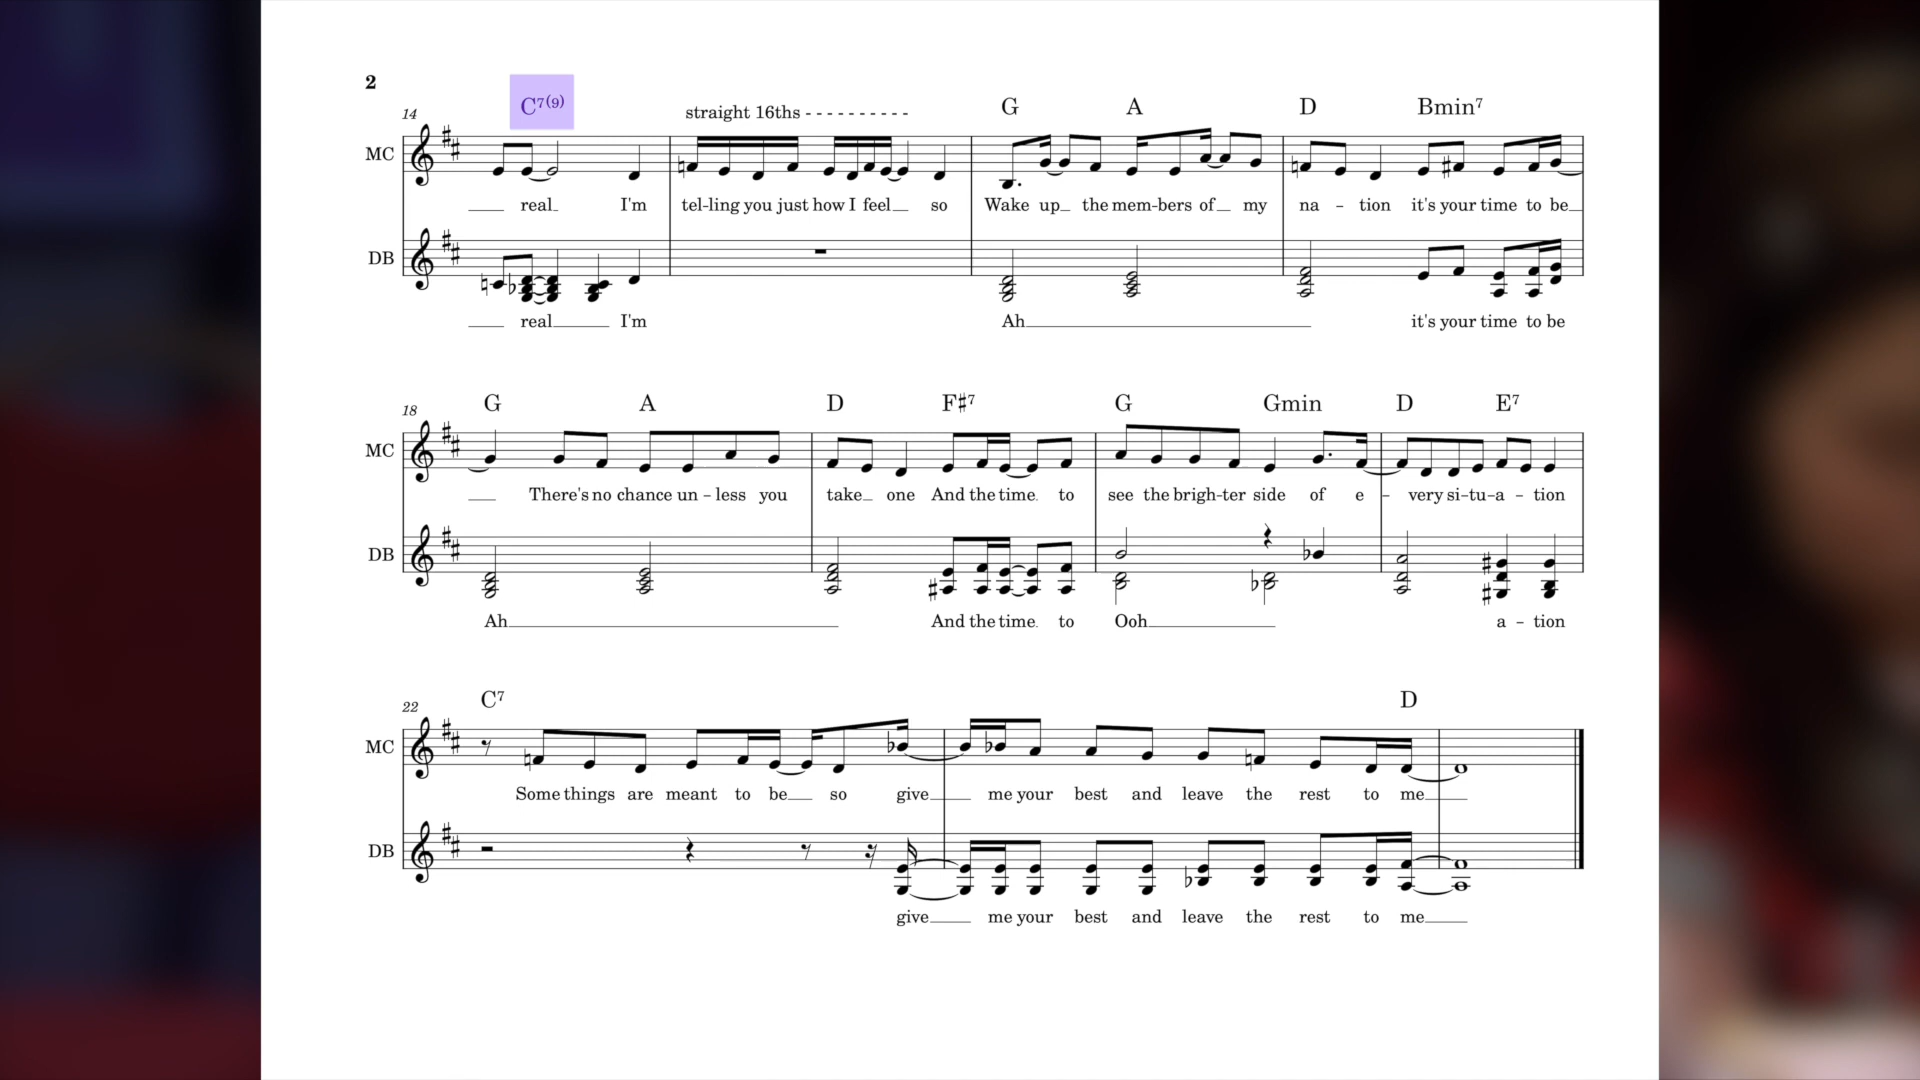 2
C7(9) straight 16ths - - - - - - - - - - G A D Bmin7
14
MC
real I'm tel-ling you just how I feel so Wake up the mem-bers of my na - tion it's your time to be
DB
real I'm Ah it's your time to be
G A D F♯7 G Gmin D E7
18
MC
There's no chance un - less you take one And the time to see the brigh-ter side of e - very si-tu-a - tion
DB
Ah And the time to Ooh a - tion
C7 D
22
MC
Some things are meant to be so give me your best and leave the rest to me
DB
give me your best and leave the rest to me